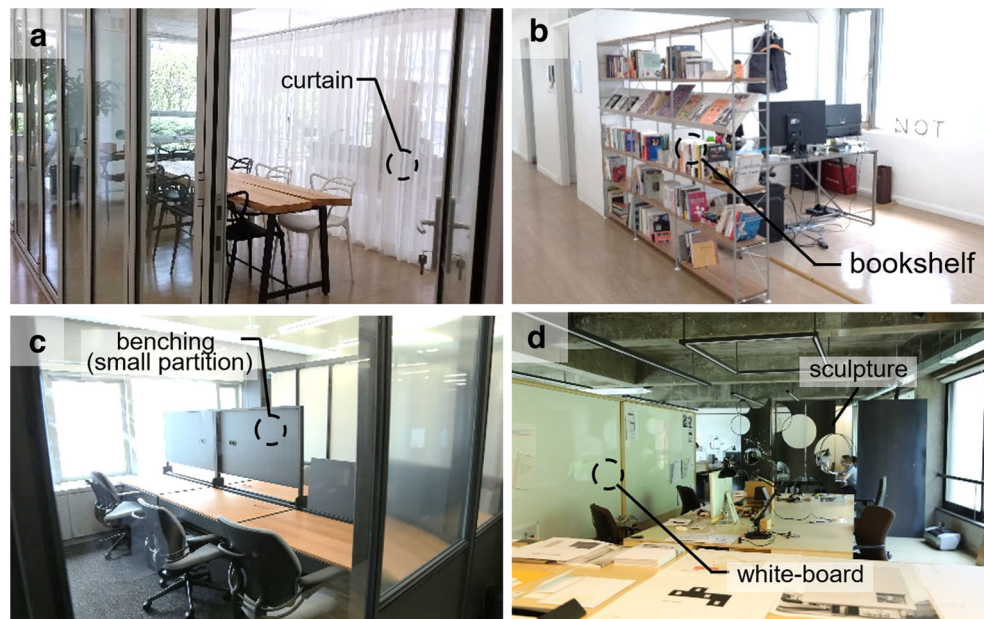 a
curtain
b
NOT
bookshelf
c
benching
(small partition)
d
sculpture
white-board